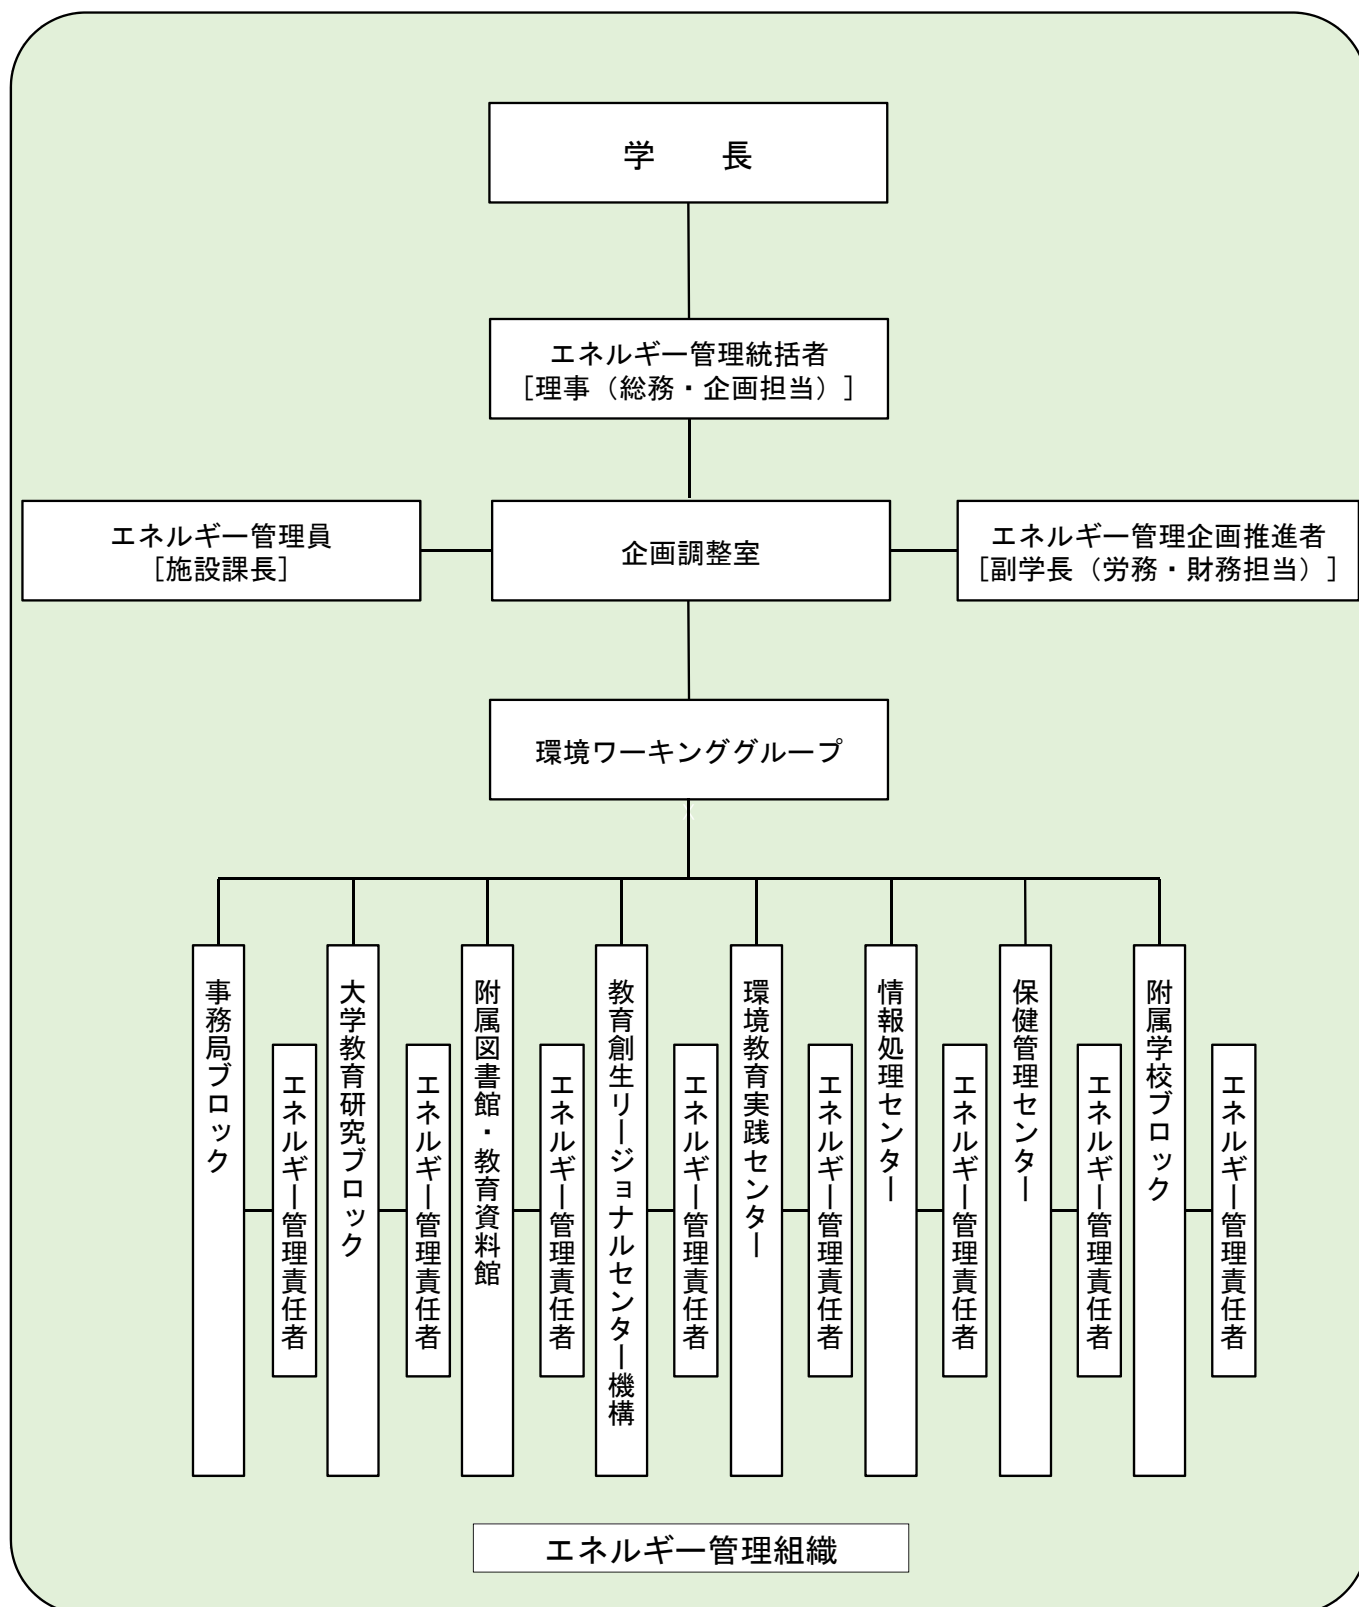 学　　長
エネルギー管理統括者
［理事（総務・企画担当）］
エネルギー管理員
［施設課長］
企画調整室
エネルギー管理企画推進者
［副学長（労務・財務担当）］
環境ワーキンググループ
事務局ブロック
エネルギー管理責任者
大学教育研究ブロック
エネルギー管理責任者
附属図書館・教育資料館
エネルギー管理責任者
教育創生リージョナルセンター機構
エネルギー管理責任者
環境教育実践センター
エネルギー管理責任者
情報処理センター
エネルギー管理責任者
保健管理センター
エネルギー管理責任者
附属学校ブロック
エネルギー管理責任者
エネルギー管理組織